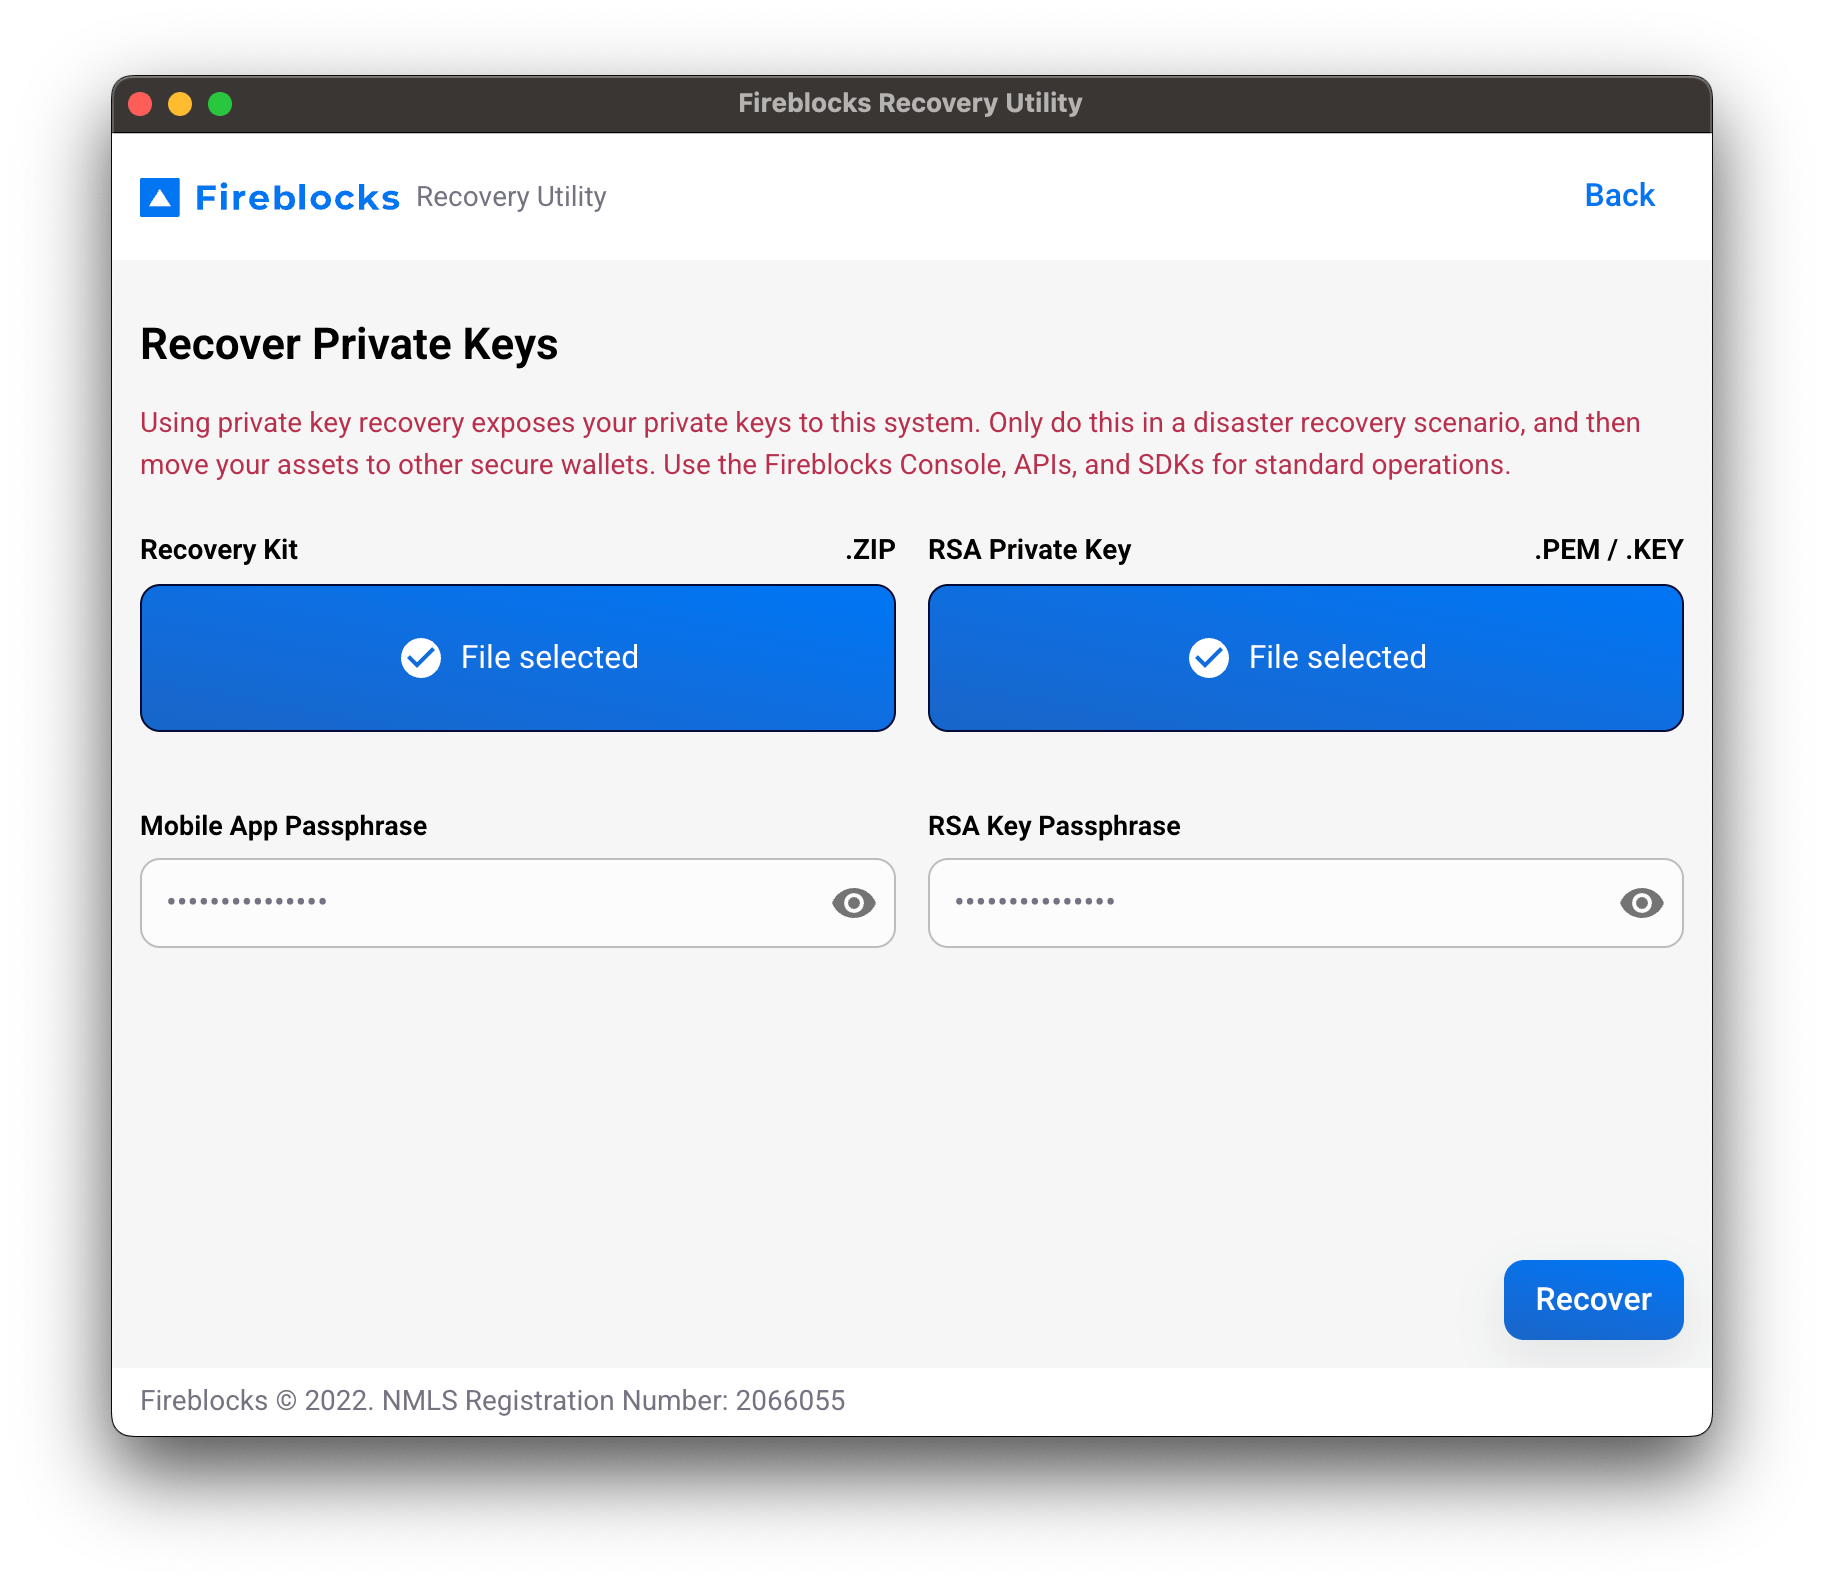 Fireblocks Recovery Utility
Fireblocks Recovery Utility
Back
Recover Private Keys
Using private key recovery exposes your private keys to this system. Only do this in a disaster recovery scenario, and then
move your assets to other secure wallets. Use the Fireblocks Console, APIs, and SDKs for standard operations.
Recovery Kit .ZIP
RSA Private Key .PEM / .KEY
File selected
File selected
Mobile App Passphrase
RSA Key Passphrase
•••••••••••••••
•••••••••••••••
Recover
Fireblocks © 2022. NMLS Registration Number: 2066055